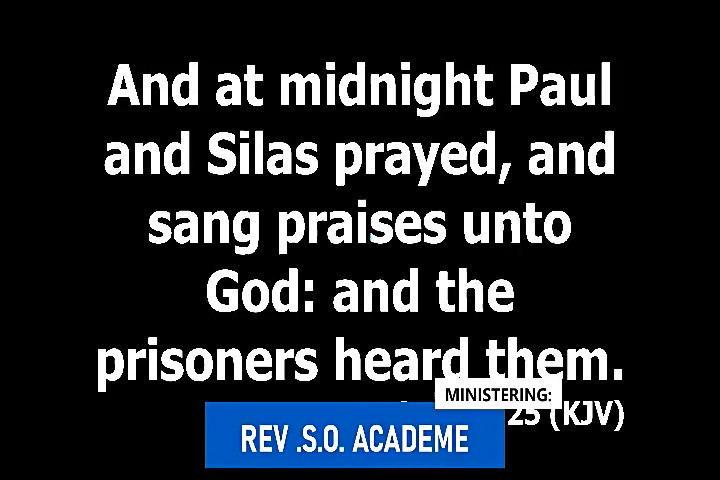 And at midnight Paul
and Silas prayed, and
sang praises unto
God: and the
prisoners heard them.
MINISTERING:
25 (KJV)
REV .S.O. ACADEME